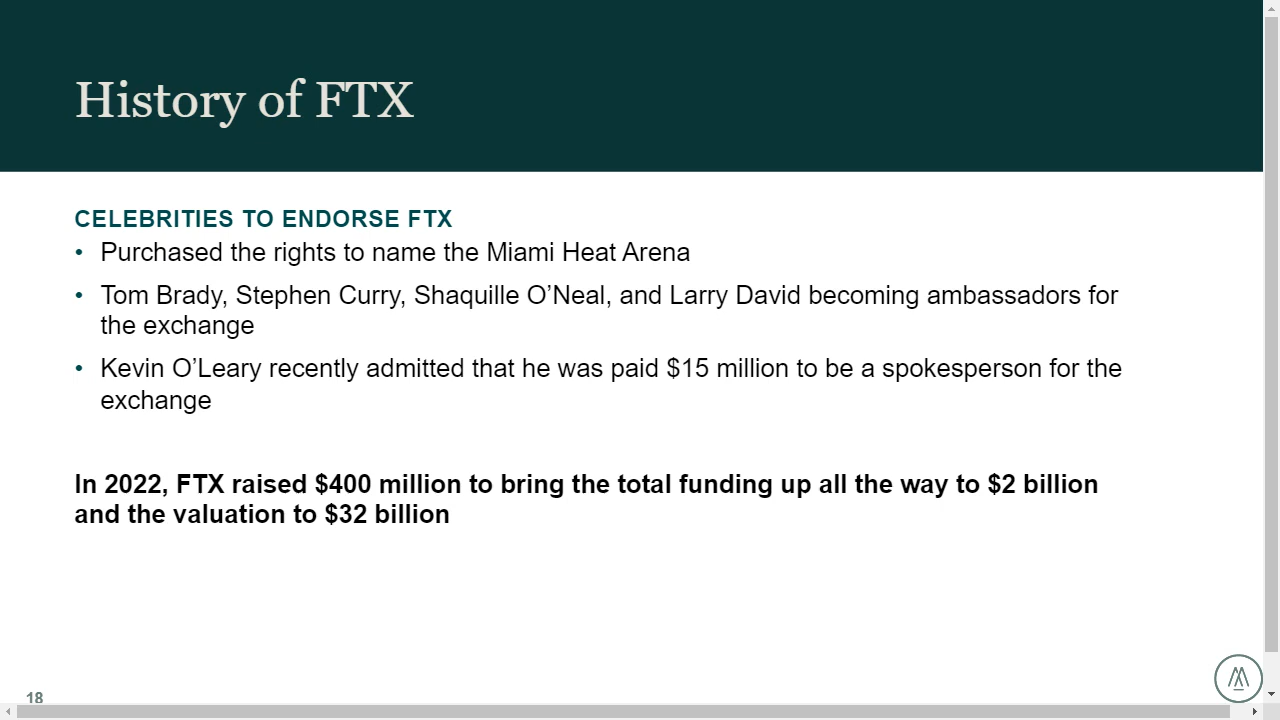 History of FTX
CELEBRITIES TO ENDORSE FTX
• Purchased the rights to name the Miami Heat Arena
• Tom Brady, Stephen Curry, Shaquille O’Neal, and Larry David becoming ambassadors for
the exchange
• Kevin O’Leary recently admitted that he was paid $15 million to be a spokesperson for the
exchange
In 2022, FTX raised $400 million to bring the total funding up all the way to $2 billion
and the valuation to $32 billion
18